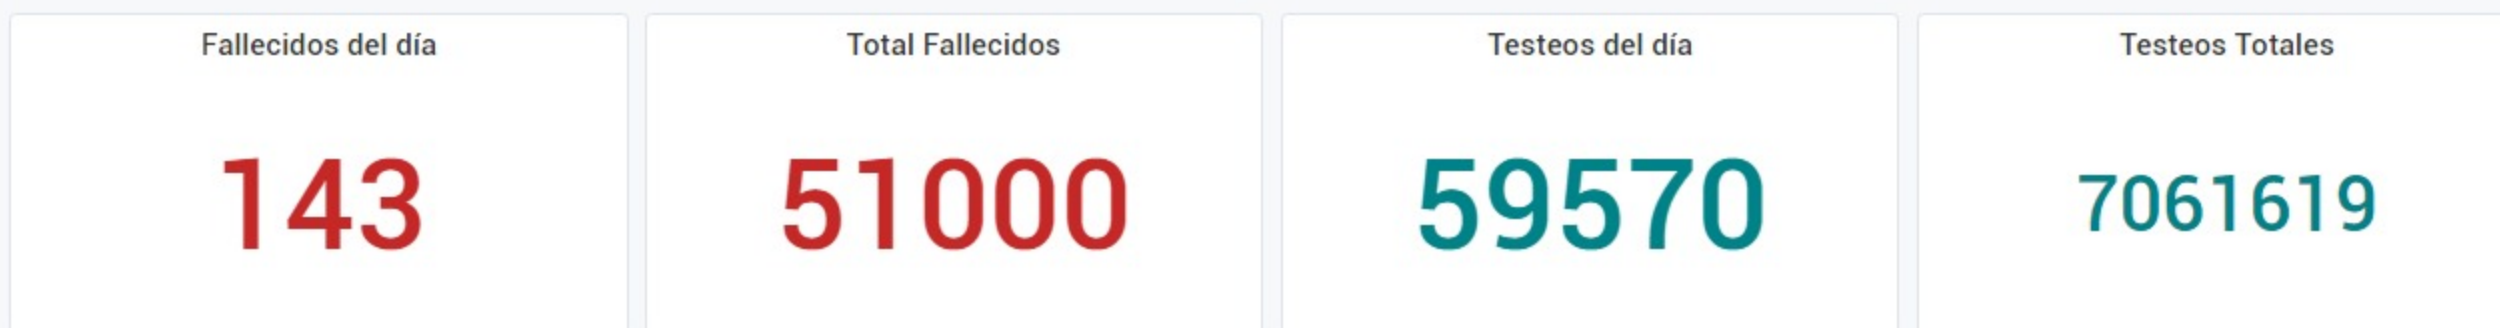 Fallecidos del día
143
Total Fallecidos
51000
Testeos del día
59570
Testeos Totales
7061619